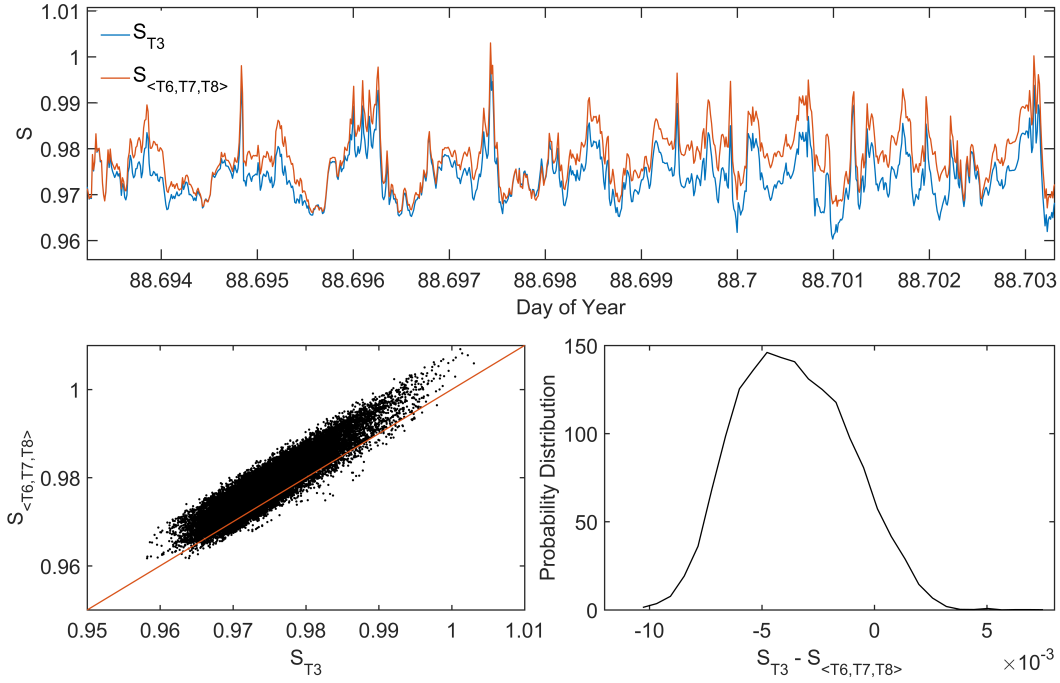 1.01
1
0.99
0.98
0.97
0.96
S
S_T3
S_<T6,T7,T8>
88.694 88.695 88.696 88.697 88.698 88.699 88.7 88.701 88.702 88.703
Day of Year
1
0.98
0.96
S_<T6,T7,T8>
0.95 0.96 0.97 0.98 0.99 1 1.01
S_T3
150
100
50
0
Probability Distribution
-10 -5 0 5
S_T3 - S_<T6,T7,T8>
×10^-3